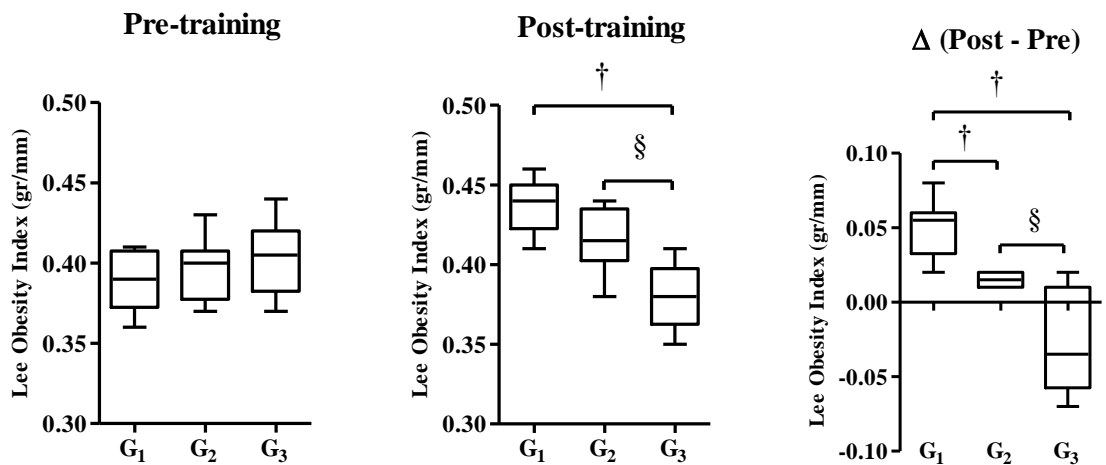 Pre-training
Lee Obesity Index (gr/mm)
0.50
0.45
0.40
0.35
0.30
G1
G2
G3
Post-training
†
§
Lee Obesity Index (gr/mm)
0.50
0.45
0.40
0.35
0.30
G1
G2
G3
Δ (Post - Pre)
†
†
§
Lee Obesity Index (gr/mm)
0.10
0.05
0.00
-0.05
-0.10
G1
G2
G3